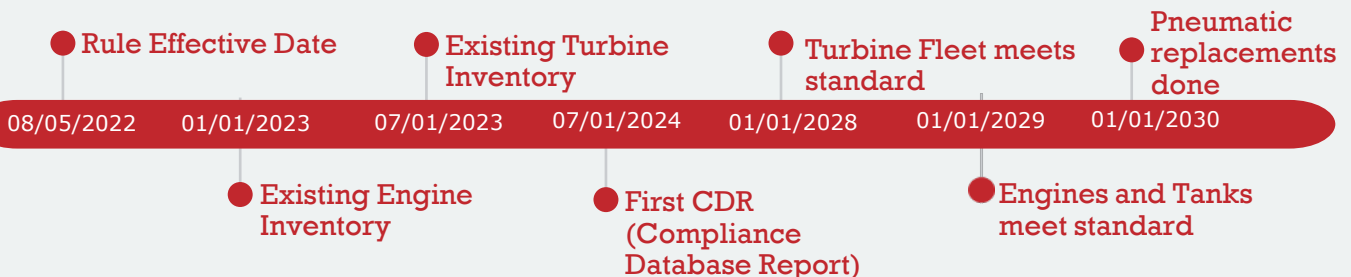 Rule Effective Date
Existing Turbine
Inventory
Turbine Fleet meets
standard
Pneumatic
replacements
done
08/05/2022
01/01/2023
07/01/2023
07/01/2024
01/01/2028
01/01/2029
01/01/2030
Existing Engine
Inventory
First CDR
(Compliance
Database Report)
Engines and Tanks
meet standard